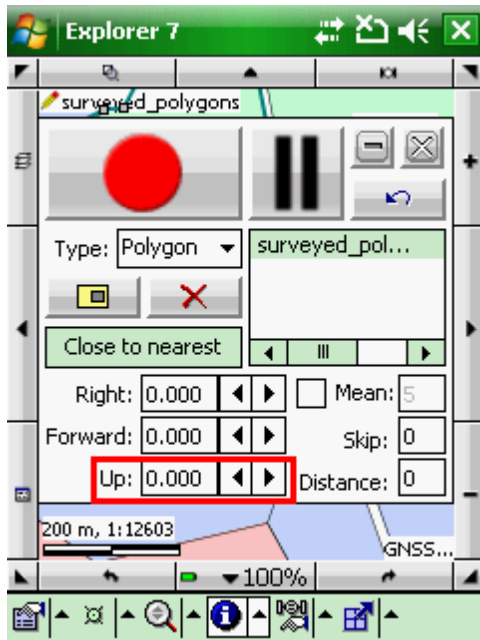 Explorer 7
surveyed_polygons
Type: Polygon
surveyed_pol...
Close to nearest
Right: 0.000
Mean: 5
Forward: 0.000
Skip: 0
Up: 0.000
Distance: 0
200 m, 1:12603
GNSS...
100%